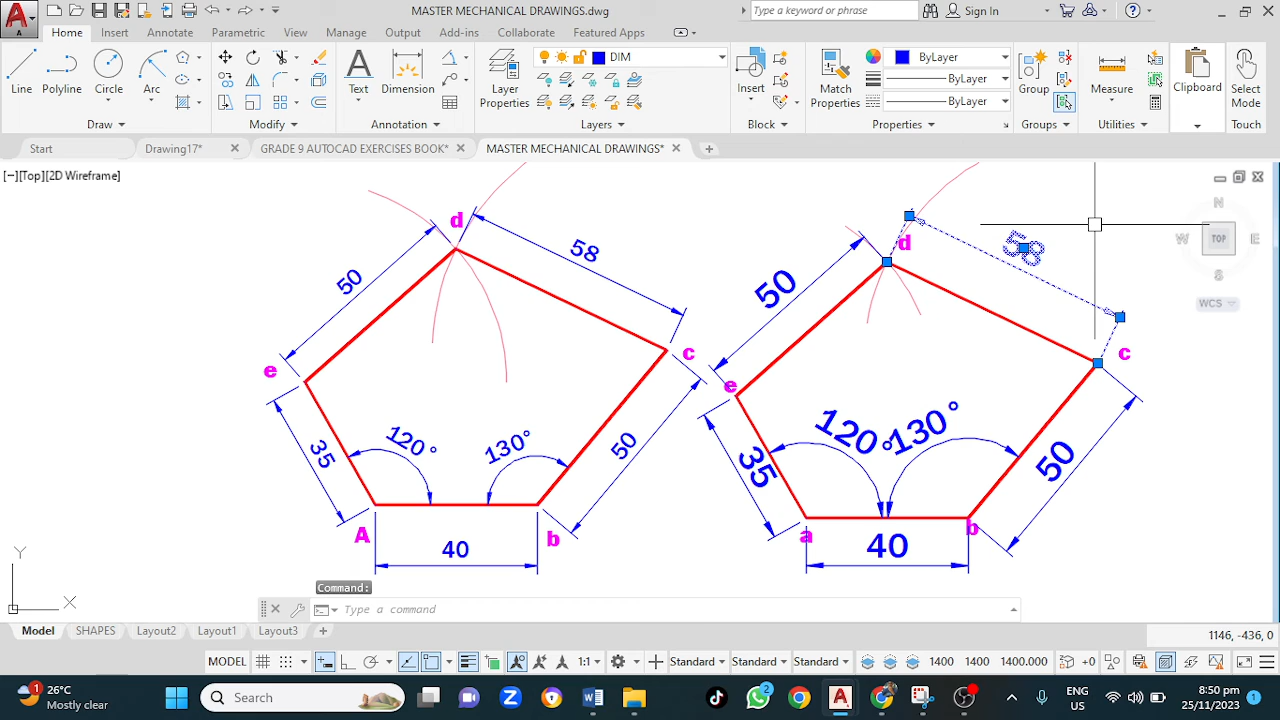 MASTER MECHANICAL DRAWINGS.dwg
Type a keyword or phrase
Sign In
Home Insert Annotate Parametric View Manage Output Add-ins Collaborate Featured Apps
DIM
ByLayer
ByLayer
ByLayer
Line Polyline Circle Arc
Text Dimension
Layer Properties
Insert
Match Properties
Group
Measure
Clipboard
Select Mode
Draw Modify Annotation Layers Block Properties Groups Utilities Touch
Start Drawing17* GRADE 9 AUTOCAD EXERCISES BOOK* MASTER MECHANICAL DRAWINGS*
[−][Top][2D Wireframe]
N
W TOP E
S
WCS
d
58
50
e
c
35
120°
130°
50
A
b
40
d
58
50
e
c
35
120°
130°
50
a
b
40
Y
X
Command:
Type a command
Model SHAPES Layout2 Layout1 Layout3
1146, -436, 0
MODEL 1:1 Standard Standard Standard 1400 1400 1400.000 +0
1
26°C
Mostly clear
Search
2
ENG
US
8:50 pm
25/11/2023
1